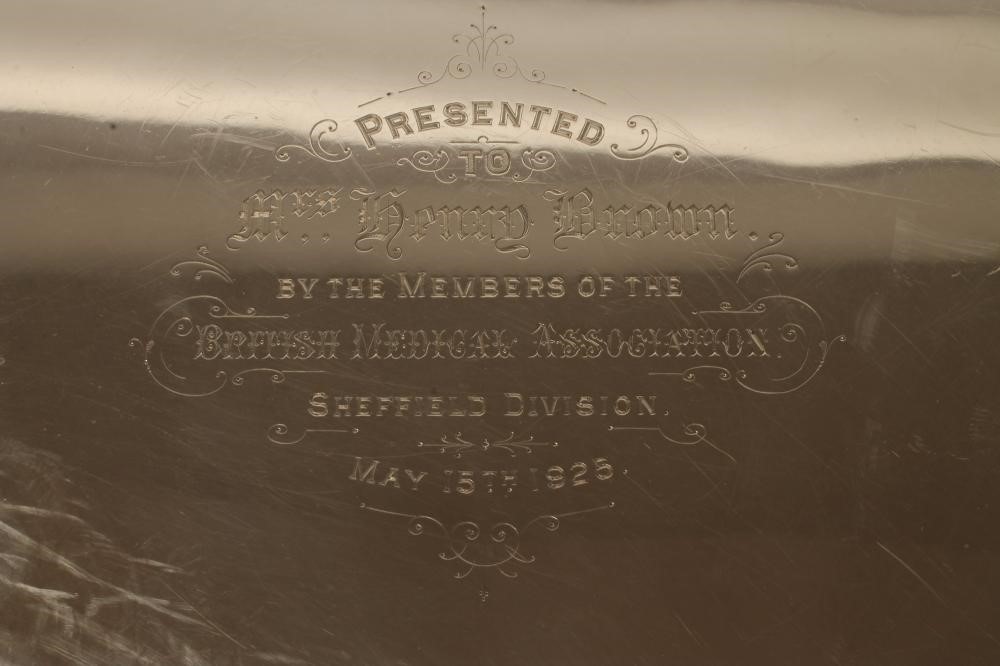 PRESENTED
TO
Mrs. Henry Brown.
BY THE MEMBERS OF THE
BRITISH MEDICAL ASSOCIATION.
SHEFFIELD DIVISION.
MAY 15TH 1925.